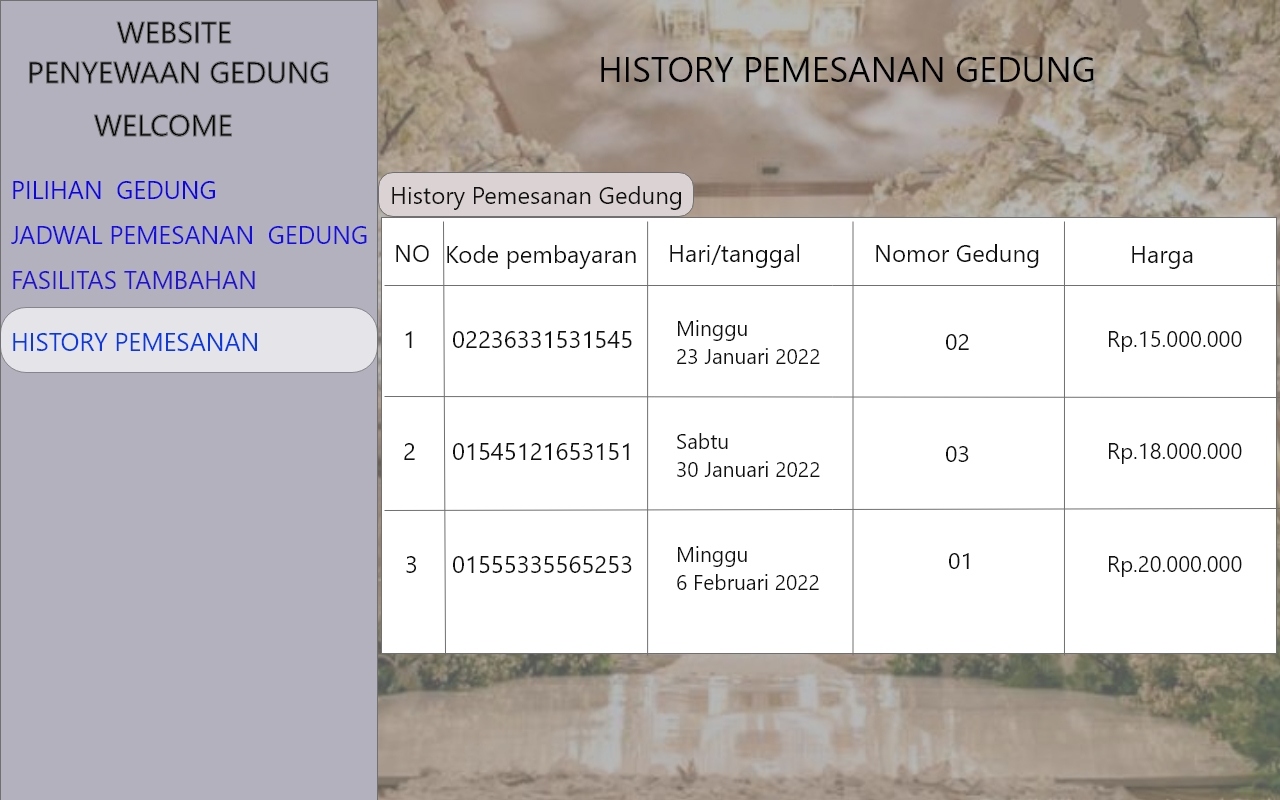 WEBSITE
PENYEWAAN GEDUNG
WELCOME
PILIHAN GEDUNG
JADWAL PEMESANAN GEDUNG
FASILITAS TAMBAHAN
HISTORY PEMESANAN
HISTORY PEMESANAN GEDUNG
History Pemesanan Gedung
NO Kode pembayaran Hari/tanggal Nomor Gedung Harga
1 02236331531545 Minggu
23 Januari 2022 02 Rp.15.000.000
2 01545121653151 Sabtu
30 Januari 2022 03 Rp.18.000.000
3 01555335565253 Minggu
6 Februari 2022 01 Rp.20.000.000